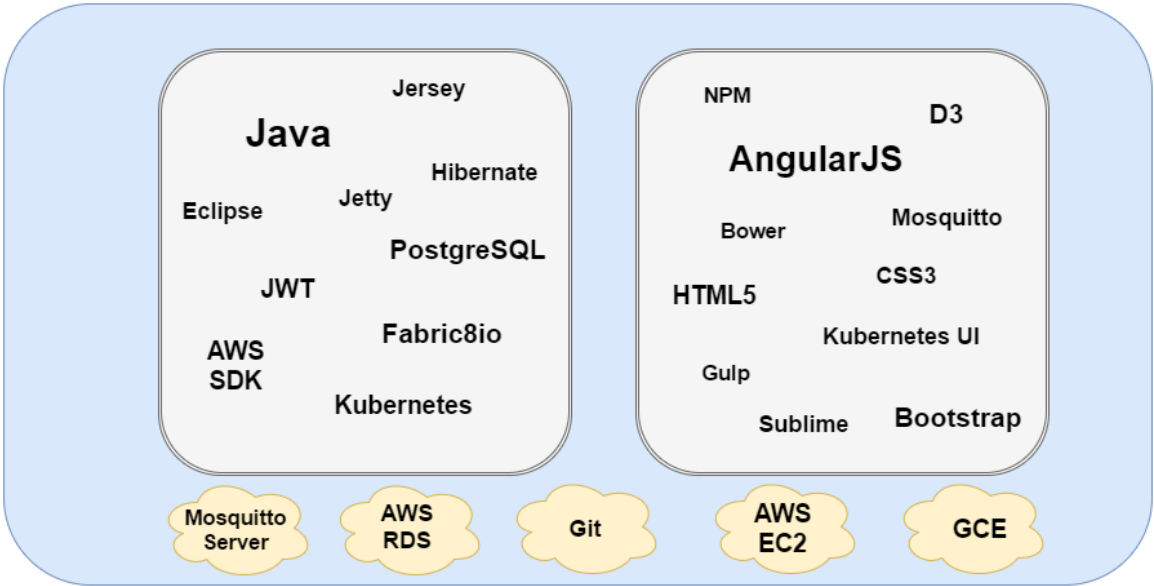 Jersey
Java
Hibernate
Jetty
Eclipse
PostgreSQL
JWT
Fabric8io
AWS
SDK
Kubernetes
NPM
D3
AngularJS
Mosquitto
Bower
CSS3
HTML5
Kubernetes UI
Gulp
Sublime
Bootstrap
Mosquitto
Server
AWS
RDS
Git
AWS
EC2
GCE